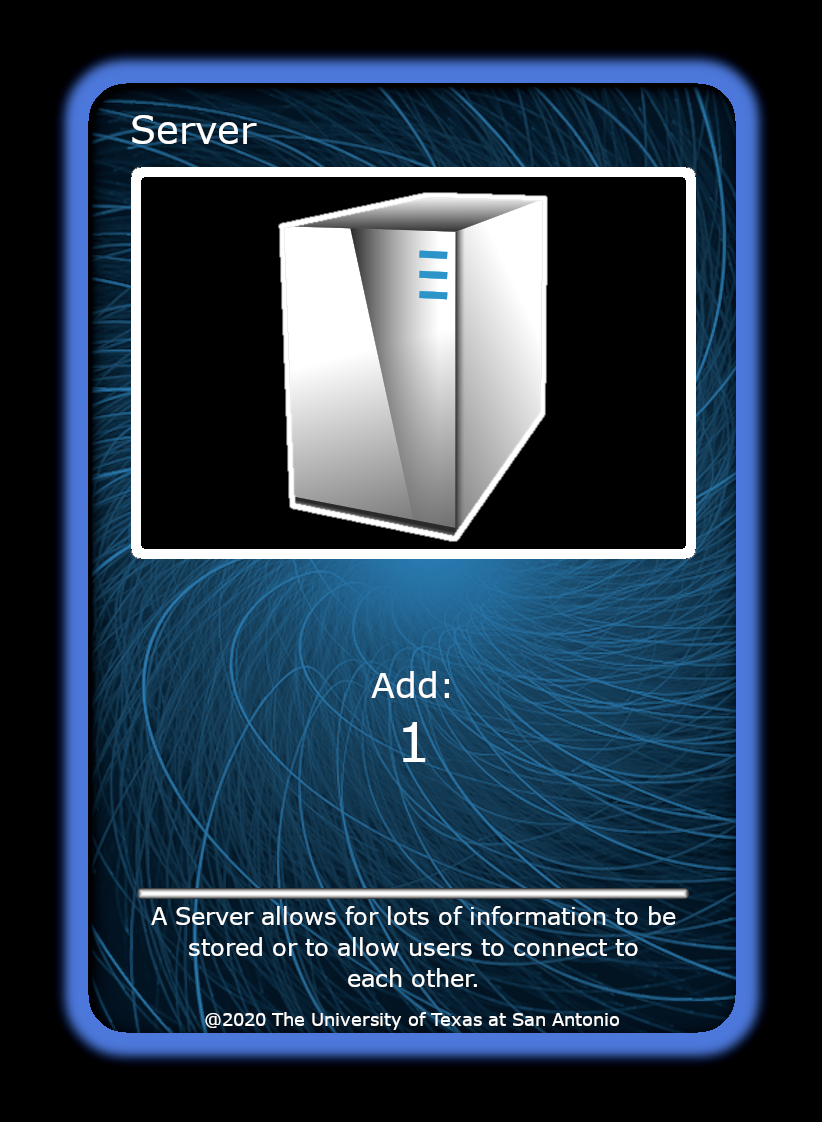 Server
Add:
1
A Server allows for lots of information to be
stored or to allow users to connect to
each other.
@2020 The University of Texas at San Antonio